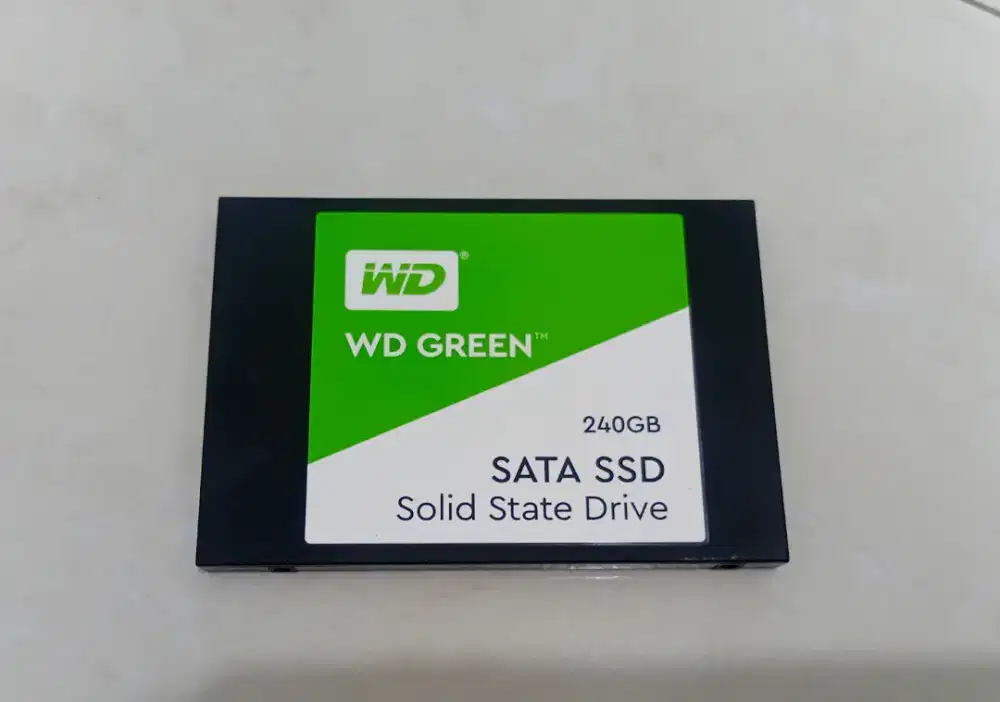 WD®
WD GREEN™
240GB
SATA SSD
Solid State Drive